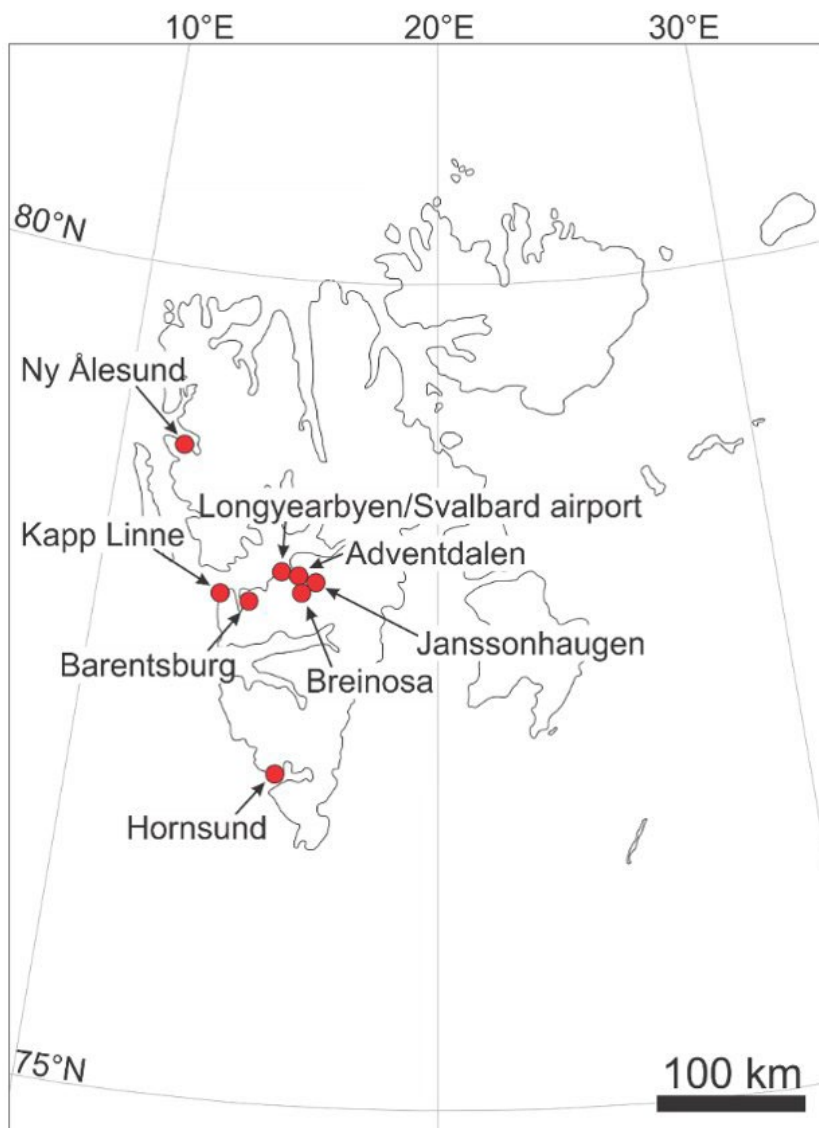 10°E 20°E 30°E
80°N
Ny Ålesund
Longyearbyen/Svalbard airport
Kapp Linne
Adventdalen
Janssonhaugen
Barentsburg
Breinosa
Hornsund
75°N
100 km